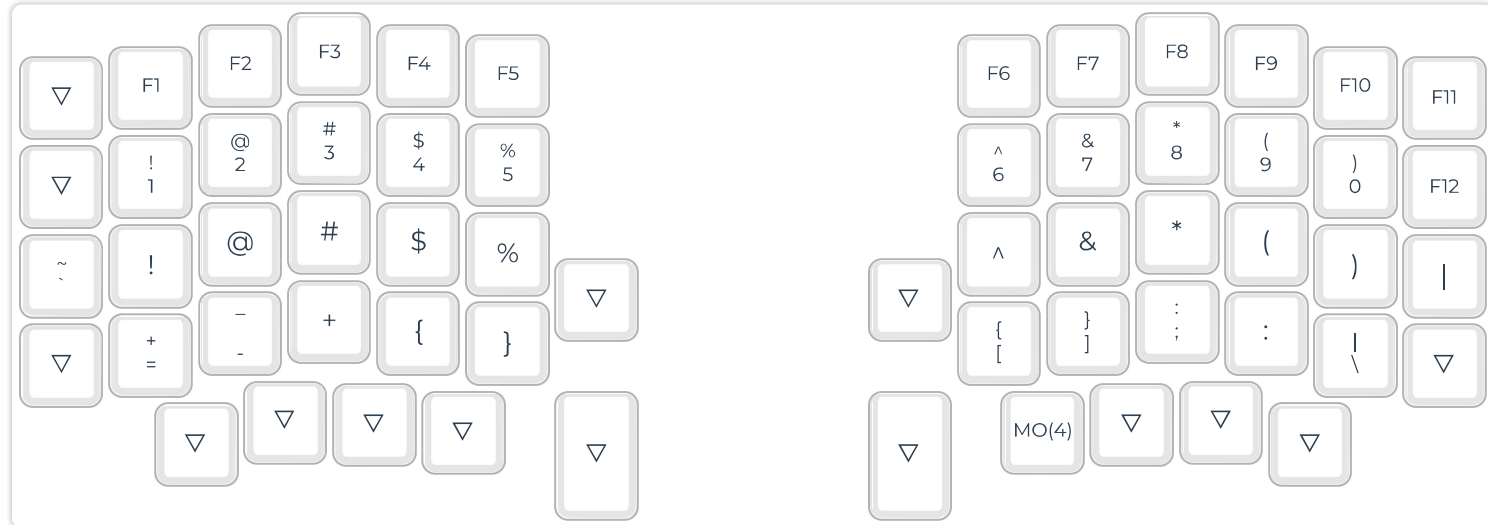 ▽ F1 F2 F3 F4 F5 F6 F7 F8 F9 F10 F11
▽ ! @ # $ % ^ & * ( ) F12
1 2 3 4 5 6 7 8 9 0
~ ! @ # $ % ^ & * ( ) |
`
▽ ▽
▽ + _ + { } { } : : | ▽
= - [ ] ; \
▽ ▽ ▽ ▽ ▽ ▽ MO(4) ▽ ▽ ▽